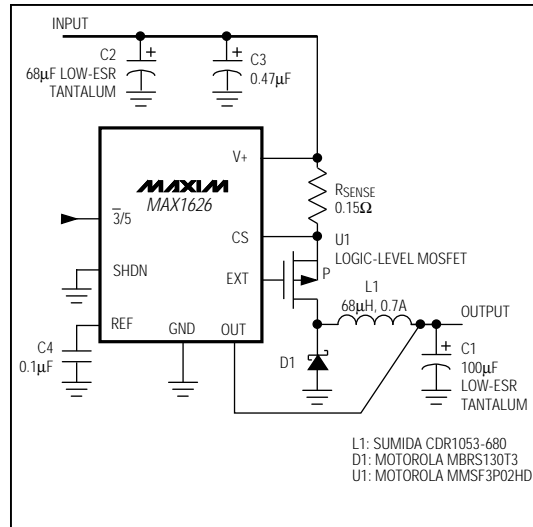 INPUT
C2
68µF LOW-ESR
TANTALUM
+
C3
0.47µF
+
V+
MAXIM
MAX1626
RSENSE
0.15Ω
3̅/5
CS
U1
LOGIC-LEVEL MOSFET
P
SHDN
EXT
L1
68µH, 0.7A
OUTPUT
REF
GND
OUT
C4
0.1µF
D1
+
C1
100µF
LOW-ESR
TANTALUM
L1: SUMIDA CDR1053-680
D1: MOTOROLA MBRS130T3
U1: MOTOROLA MMSF3P02HD